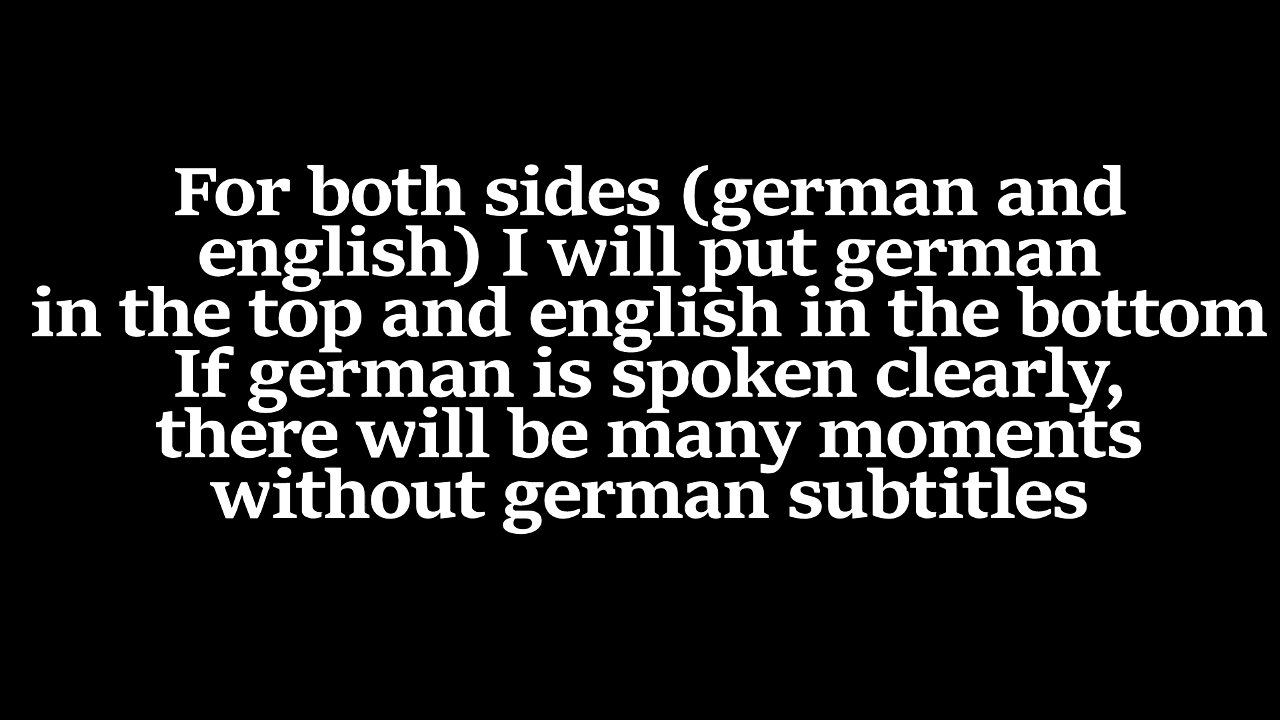 For both sides (german and
english) I will put german
in the top and english in the bottom
If german is spoken clearly,
there will be many moments
without german subtitles